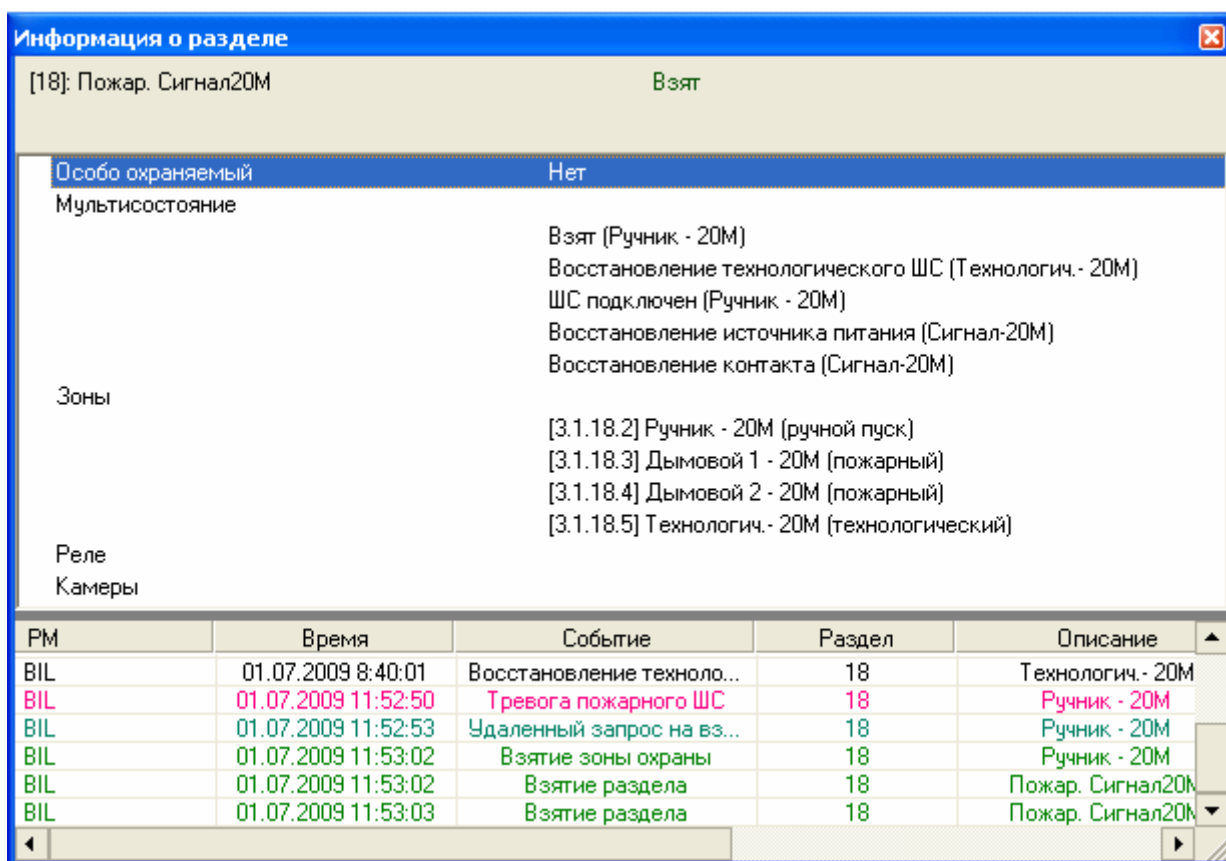 Информация о разделе
[18]: Пожар. Сигнал20М Взят
Особо охраняемый Нет
Мультисостояние
Взят (Ручник - 20М)
Восстановление технологического ШС (Технологич.- 20М)
ШС подключен (Ручник - 20М)
Восстановление источника питания (Сигнал-20М)
Восстановление контакта (Сигнал-20М)
Зоны
[3.1.18.2] Ручник - 20М (ручной пуск)
[3.1.18.3] Дымовой 1 - 20М (пожарный)
[3.1.18.4] Дымовой 2 - 20М (пожарный)
[3.1.18.5] Технологич.- 20М (технологический)
Реле
Камеры
РМ Время Событие Раздел Описание
BIL 01.07.2009 8:40:01 Восстановление техноло... 18 Технологич.- 20М
BIL 01.07.2009 11:52:50 Тревога пожарного ШС 18 Ручник - 20М
BIL 01.07.2009 11:52:53 Удаленный запрос на вз... 18 Ручник - 20М
BIL 01.07.2009 11:53:02 Взятие зоны охраны 18 Ручник - 20М
BIL 01.07.2009 11:53:02 Взятие раздела 18 Пожар. Сигнал20М
BIL 01.07.2009 11:53:03 Взятие раздела 18 Пожар. Сигнал20М